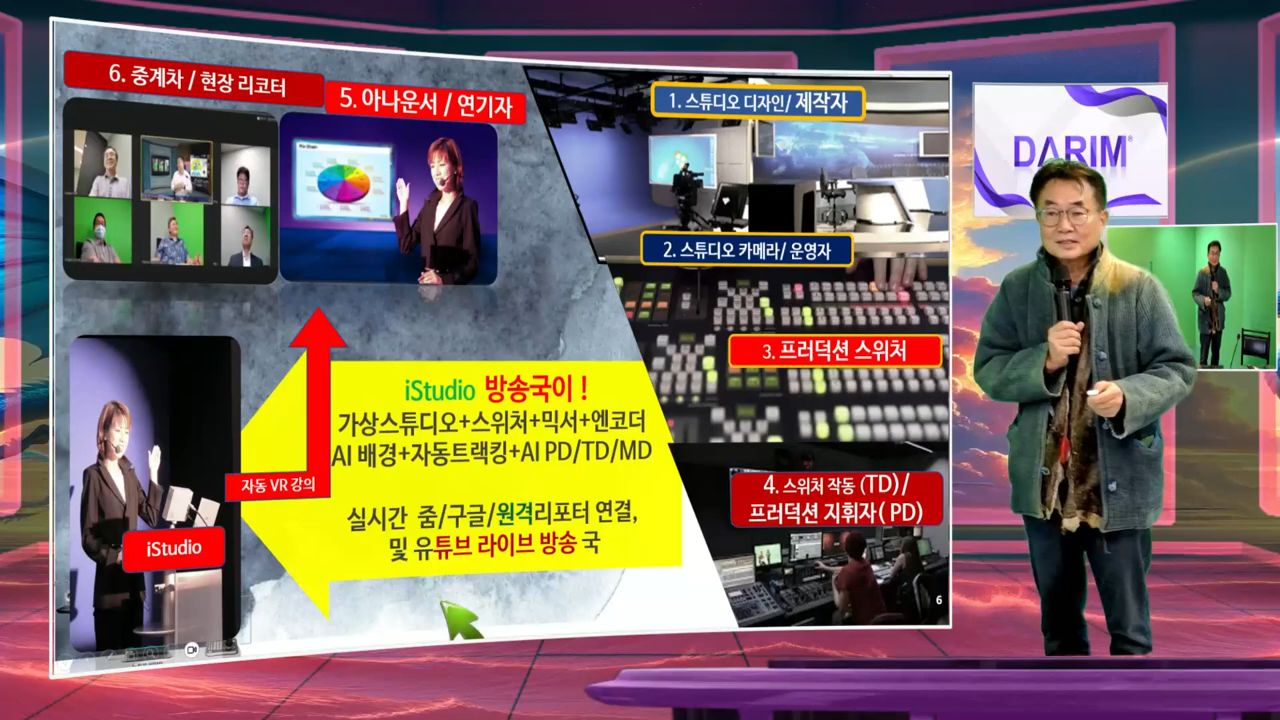 6. 중계차 / 현장 리코터
5. 아나운서 / 연기자
1. 스튜디오 디자인/ 제작자
2. 스튜디오 카메라/ 운영자
3. 프러덕션 스위처
4. 스위처 작동 (TD) /
프러덕션 지휘자( PD)
iStudio 방송국이 !
가상스튜디오+스위처+믹서+엔코더
AI 배경+자동트랙킹+AI PD/TD/MD
실시간 줌/구글/원격리포터 연결,
및 유튜브 라이브 방송 국
자동 VR 강의
iStudio
6
DARIM®